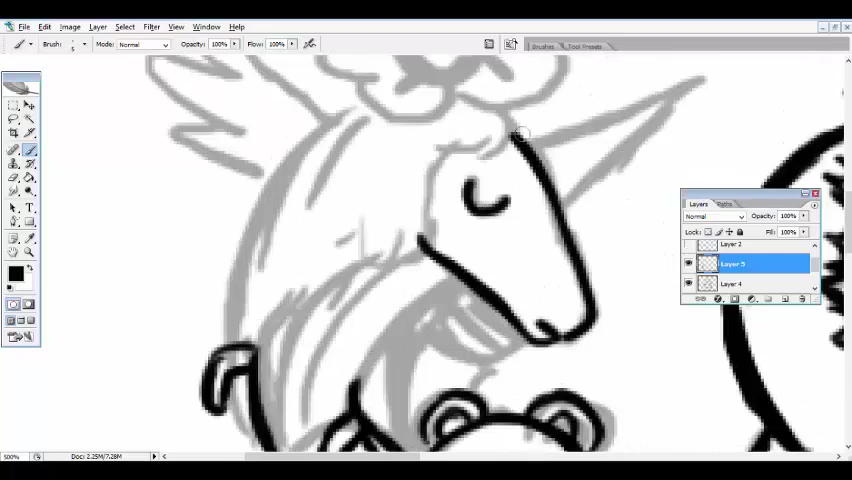 File Edit Image Layer Select Filter View Window Help
Brush: 5 Mode: Normal Opacity: 100% Flow: 100%
Brushes Tool Presets
Layers Paths
Normal Opacity: 100%
Lock: Fill: 100%
Layer 2
Layer 5
Layer 4
500% Doc: 2.25M/7.28M